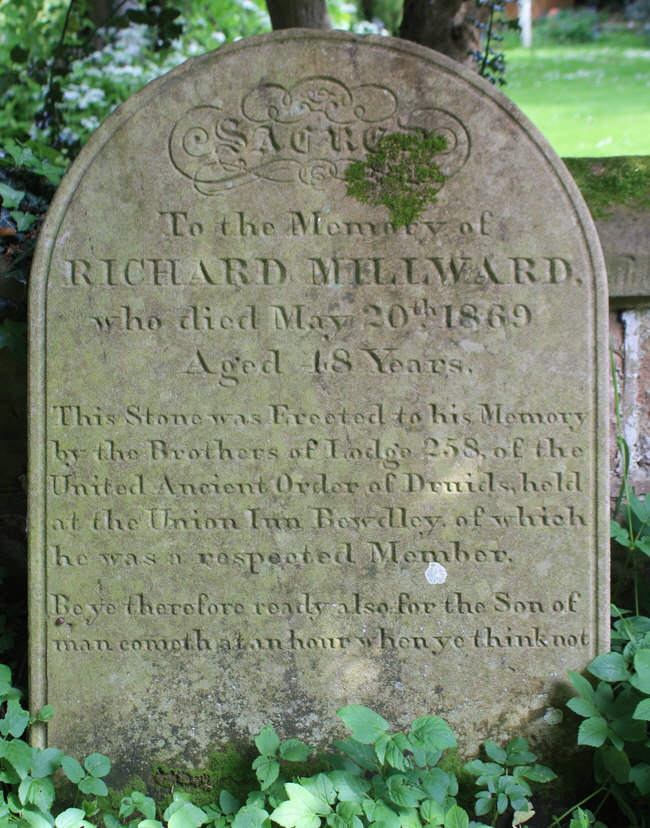 SACRED
To the Memory of
RICHARD MILLWARD.
who died May 20th 1869
Aged 48 Years.
This Stone was Erected to his Memory
by the Brothers of Lodge 258, of the
United Ancient Order of Druids, held
at the Union Inn Bewdley, of which
he was a respected Member.
Be ye therefore ready also for the Son of
man cometh at an hour when ye think not